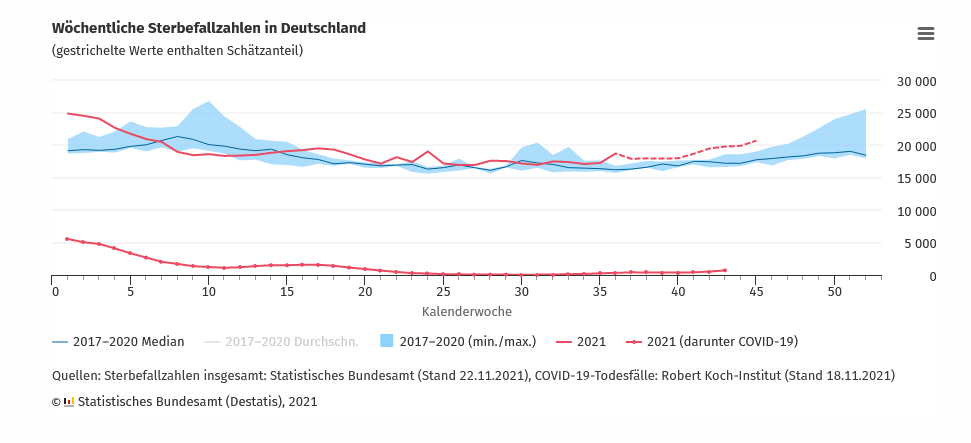 Wöchentliche Sterbefallzahlen in Deutschland
(gestrichelte Werte enthalten Schätzanteil)
30 000
25 000
20 000
15 000
10 000
5 000
0
0 5 10 15 20 25 30 35 40 45 50
Kalenderwoche
2017–2020 Median 2017–2020 Durchschn. 2017–2020 (min./max.) 2021 2021 (darunter COVID-19)
Quellen: Sterbefallzahlen insgesamt: Statistisches Bundesamt (Stand 22.11.2021), COVID-19-Todesfälle: Robert Koch-Institut (Stand 18.11.2021)
© Statistisches Bundesamt (Destatis), 2021